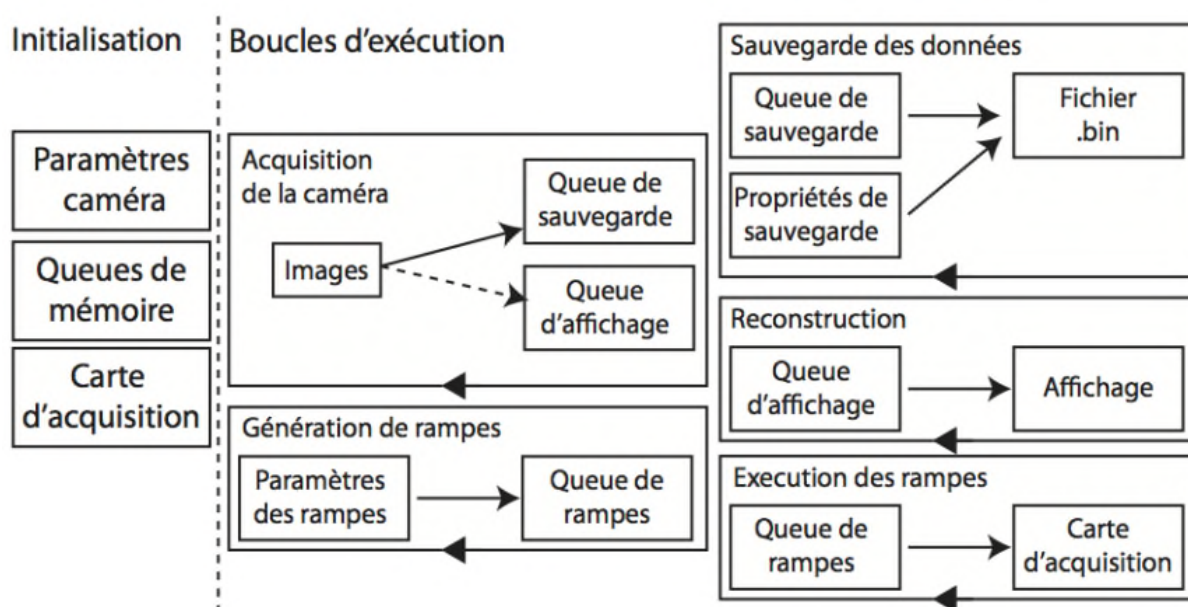 Initialisation
Paramètres
caméra
Queues de
mémoire
Carte
d'acquisition
Boucles d'exécution
Acquisition
de la caméra
Images
Queue de
sauvegarde
Queue
d'affichage
Génération de rampes
Paramètres
des rampes
Queue de
rampes
Sauvegarde des données
Queue de
sauvegarde
Propriétés de
sauvegarde
Fichier
.bin
Reconstruction
Queue
d'affichage
Affichage
Execution des rampes
Queue de
rampes
Carte
d'acquisition